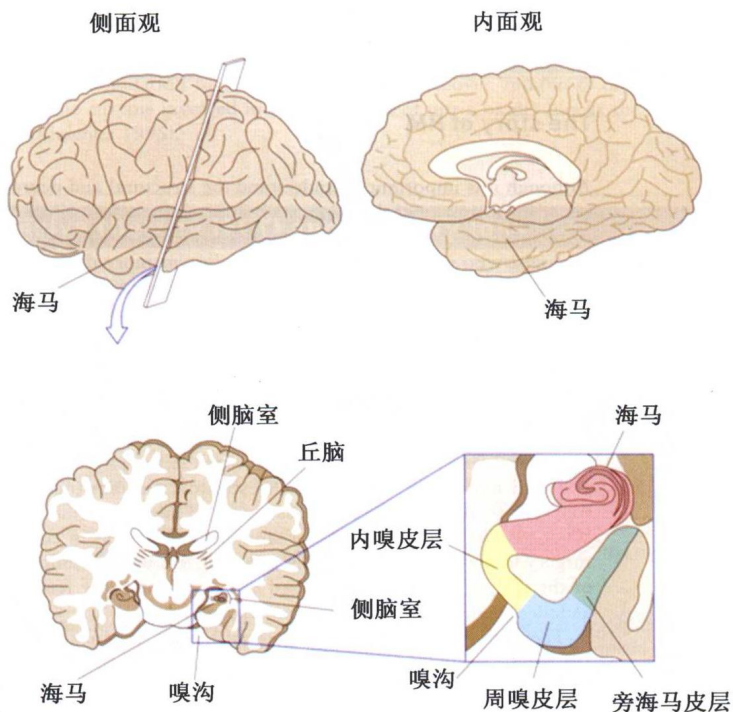 侧面观
内面观
海马
海马
侧脑室
丘脑
海马
内嗅皮层
侧脑室
海马
嗅沟
嗅沟
周嗅皮层
旁海马皮层